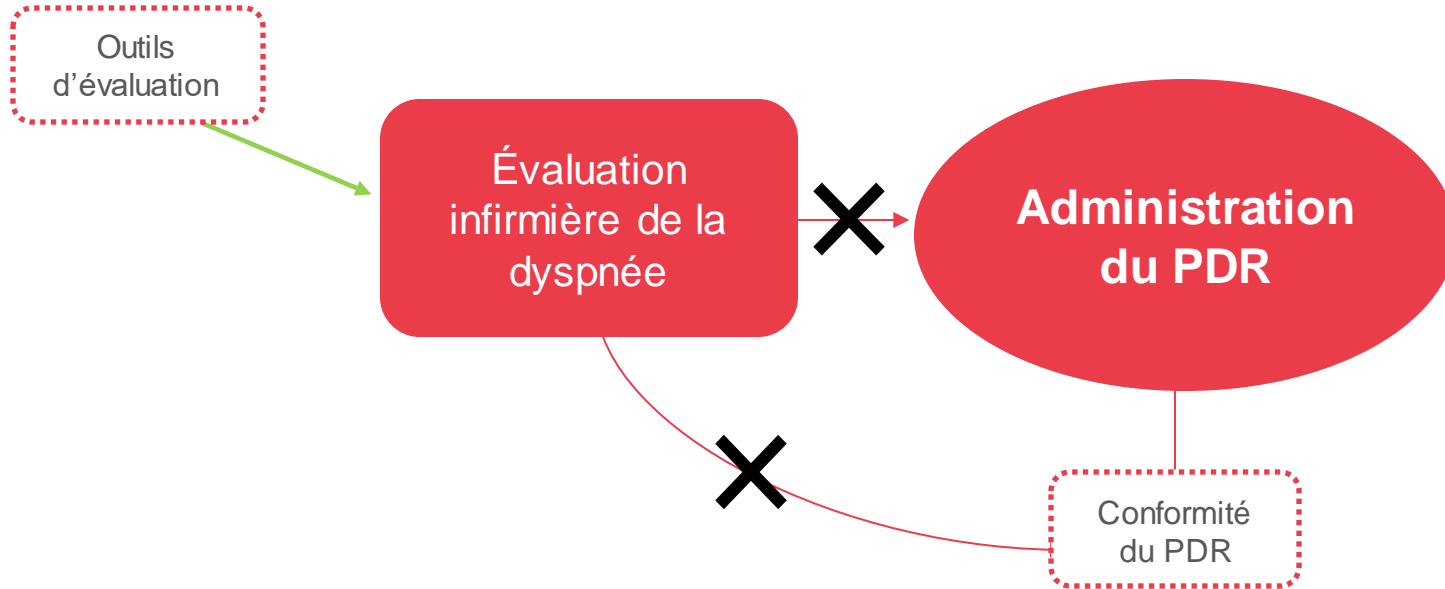 Outils
d’évaluation
Évaluation
infirmière de la
dyspnée
Administration
du PDR
Conformité
du PDR